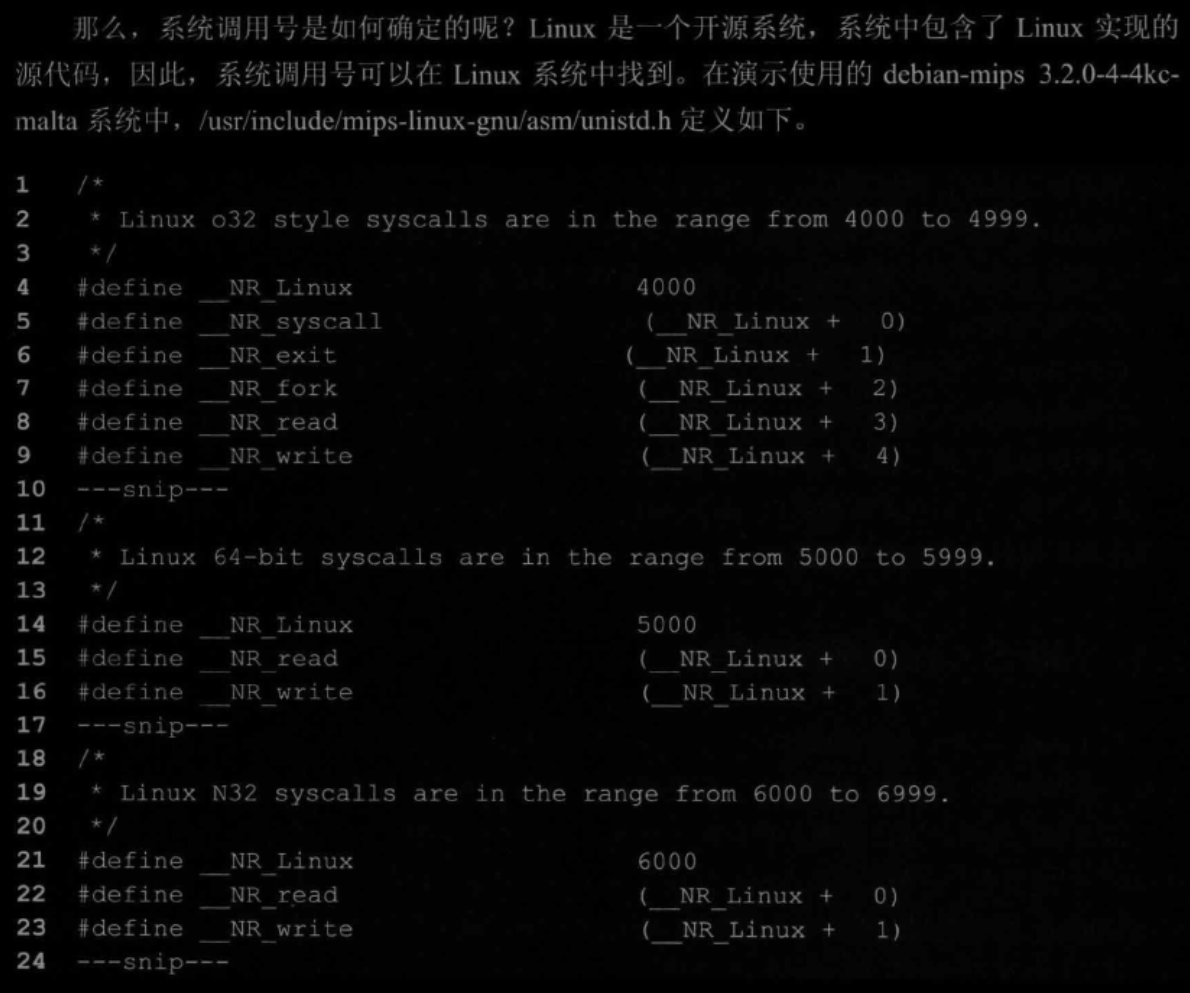 那么，系统调用号是如何确定的呢？Linux 是一个开源系统，系统中包含了 Linux 实现的
源代码，因此，系统调用号可以在 Linux 系统中找到。在演示使用的 debian-mips 3.2.0-4-4kc-
malta 系统中，/usr/include/mips-linux-gnu/asm/unistd.h 定义如下。
1 /*
2 * Linux o32 style syscalls are in the range from 4000 to 4999.
3 */
4 #define __NR_Linux 4000
5 #define __NR_syscall (__NR_Linux + 0)
6 #define __NR_exit (__NR_Linux + 1)
7 #define __NR_fork (__NR_Linux + 2)
8 #define __NR_read (__NR_Linux + 3)
9 #define __NR_write (__NR_Linux + 4)
10 ---snip---
11 /*
12 * Linux 64-bit syscalls are in the range from 5000 to 5999.
13 */
14 #define __NR_Linux 5000
15 #define __NR_read (__NR_Linux + 0)
16 #define __NR_write (__NR_Linux + 1)
17 ---snip---
18 /*
19 * Linux N32 syscalls are in the range from 6000 to 6999.
20 */
21 #define __NR_Linux 6000
22 #define __NR_read (__NR_Linux + 0)
23 #define __NR_write (__NR_Linux + 1)
24 ---snip---